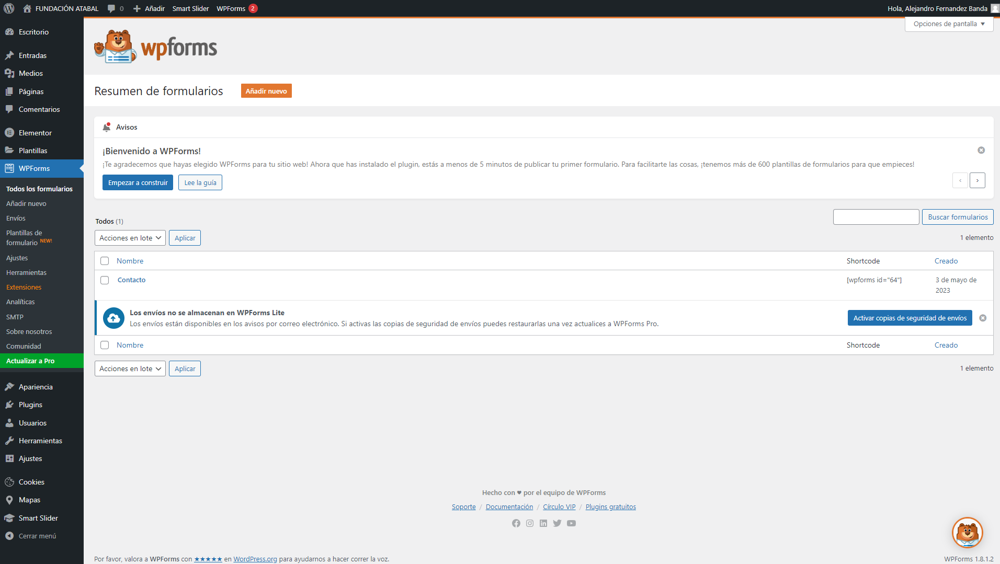 FUNDACIÓN ATABAL
0
Añadir
Smart Slider
WPForms 2
Hola, Alejandro Fernandez Banda
Opciones de pantalla
Escritorio
Entradas
Medios
Páginas
Comentarios
Elementor
Plantillas
WPForms
Todos los formularios
Añadir nuevo
Envíos
Plantillas de
formulario NEW!
Ajustes
Herramientas
Extensiones
Analíticas
SMTP
Sobre nosotros
Comunidad
Actualizar a Pro
Apariencia
Plugins
Usuarios
Herramientas
Ajustes
Cookies
Mapas
Smart Slider
Cerrar menú
wpforms
Resumen de formularios
Añadir nuevo
Avisos
¡Bienvenido a WPForms!
¡Te agradecemos que hayas elegido WPForms para tu sitio web! Ahora que has instalado el plugin, estás a menos de 5 minutos de publicar tu primer formulario. Para facilitarte las cosas, ¡tenemos más de 600 plantillas de formularios para que empieces!
Empezar a construir
Lee la guía
‹ ›
Todos (1)
Buscar formularios
Acciones en lote
Aplicar
1 elemento
Nombre
Shortcode
Creado
Contacto
[wpforms id="64"]
3 de mayo de
2023
Los envíos no se almacenan en WPForms Lite
Los envíos están disponibles en los avisos por correo electrónico. Si activas las copias de seguridad de envíos puedes restaurarlas una vez actualices a WPForms Pro.
Activar copias de seguridad de envíos
Nombre
Shortcode
Creado
Acciones en lote
Aplicar
1 elemento
Hecho con ♥ por el equipo de WPForms
Soporte / Documentación / Círculo VIP / Plugins gratuitos
Por favor, valora a WPForms con ★★★★★ en WordPress.org para ayudarnos a hacer correr la voz.
WPForms 1.8.1.2